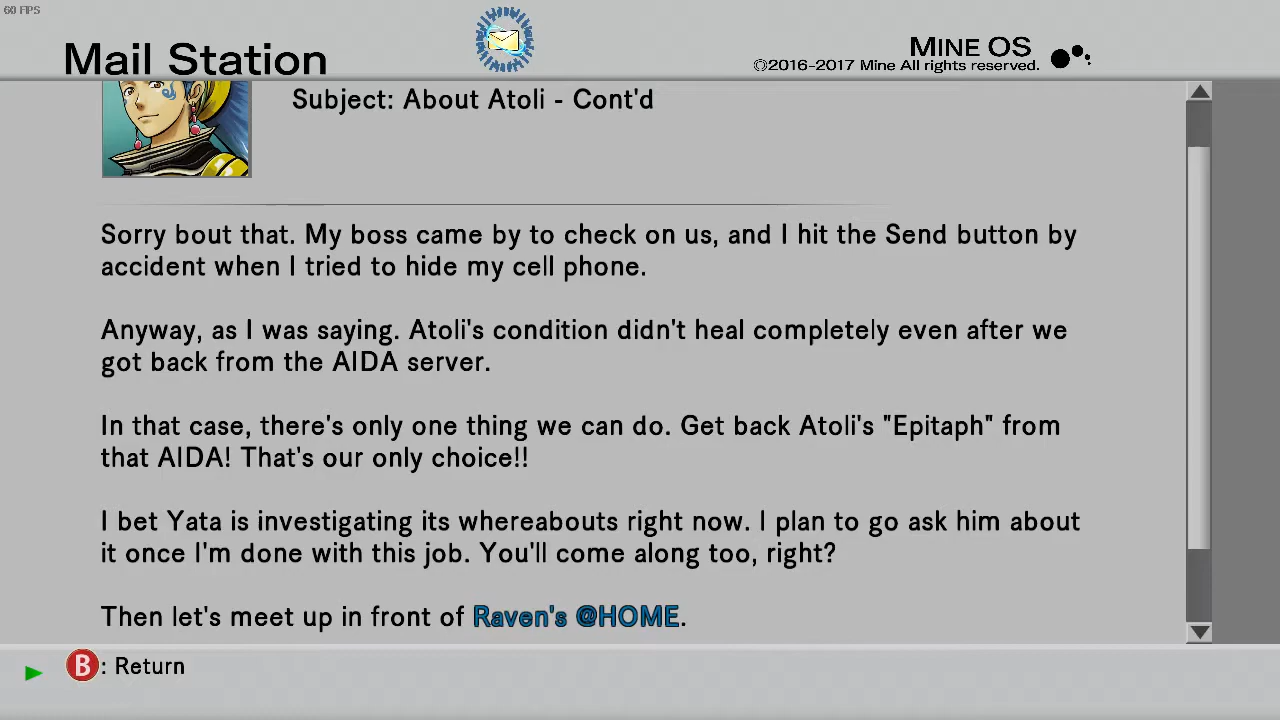 60 FPS
Mail Station
MINE OS
©2016-2017 Mine All rights reserved.
Subject: About Atoli - Cont'd
Sorry bout that. My boss came by to check on us, and I hit the Send button by
accident when I tried to hide my cell phone.
Anyway, as I was saying. Atoli's condition didn't heal completely even after we
got back from the AIDA server.
In that case, there's only one thing we can do. Get back Atoli's "Epitaph" from
that AIDA! That's our only choice!!
I bet Yata is investigating its whereabouts right now. I plan to go ask him about
it once I'm done with this job. You'll come along too, right?
Then let's meet up in front of Raven's @HOME.
B: Return